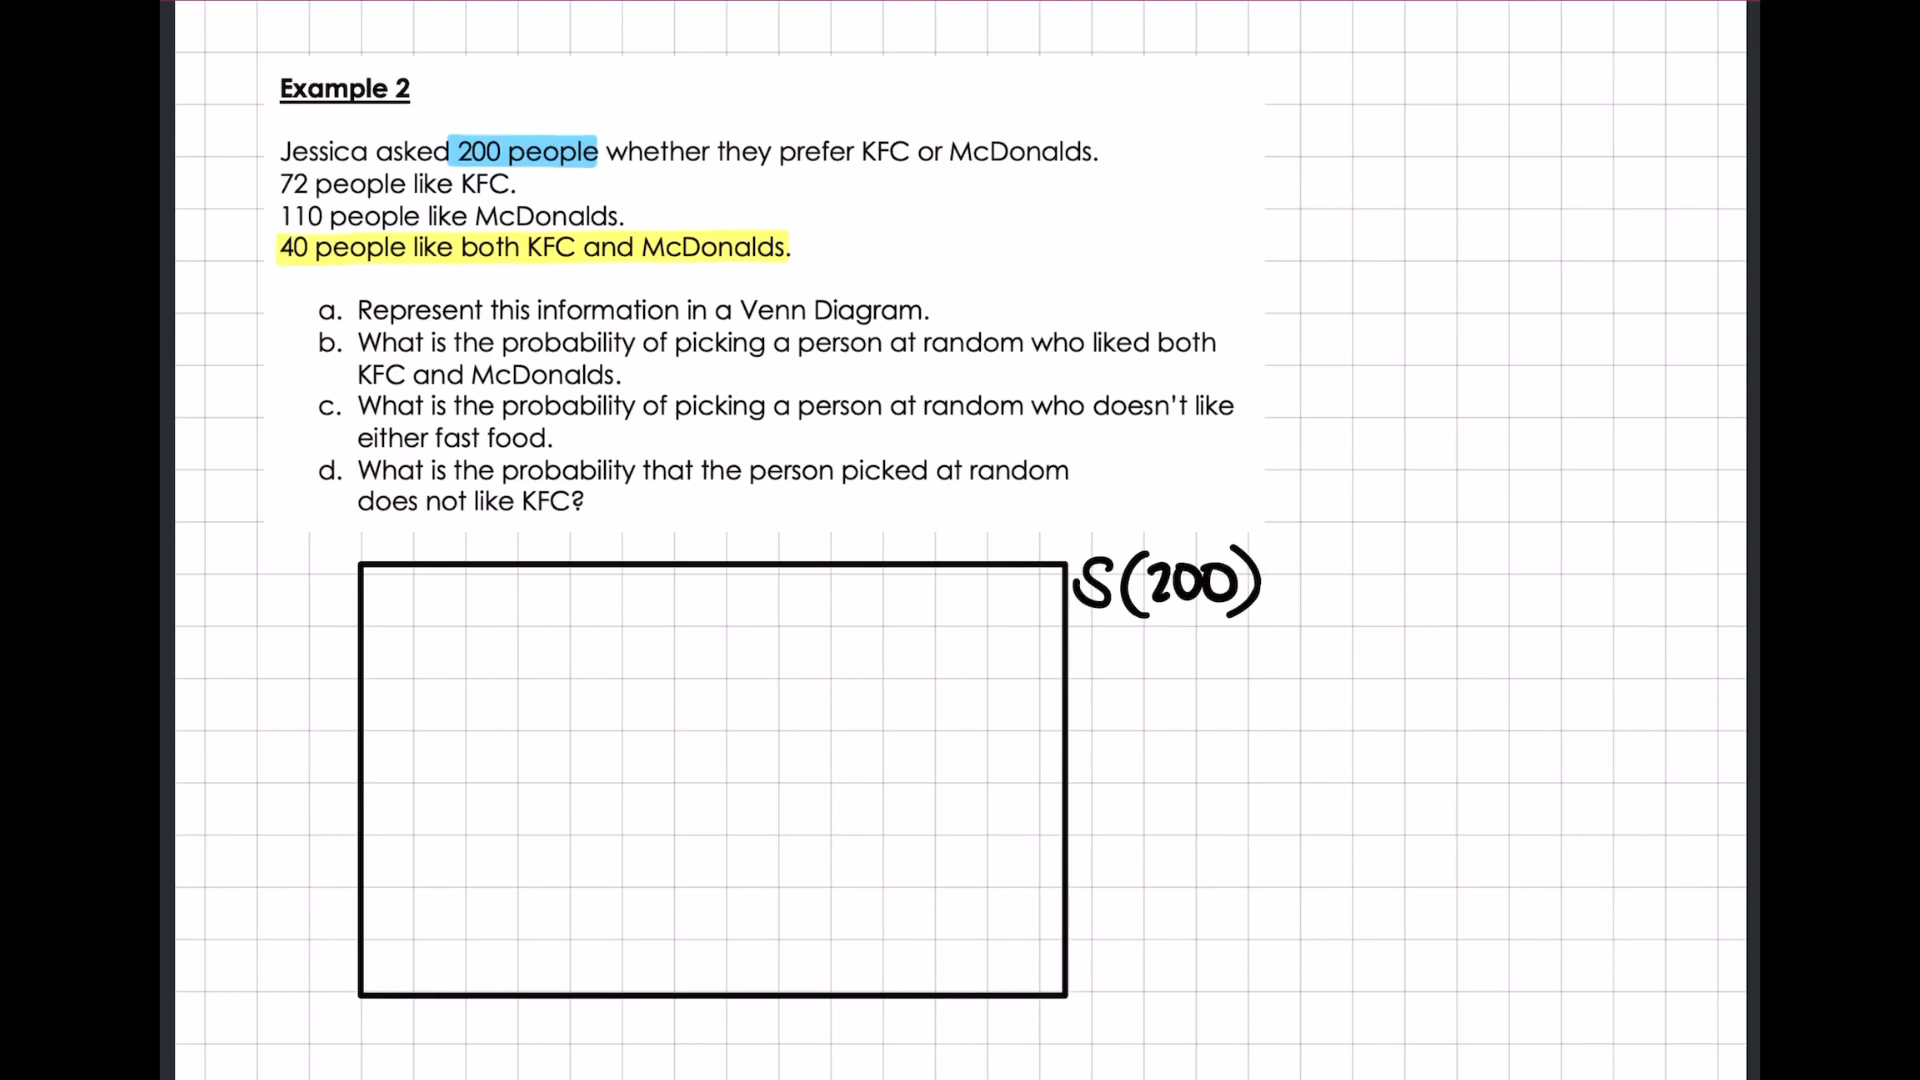 Example 2
Jessica asked 200 people whether they prefer KFC or McDonalds.
72 people like KFC.
110 people like McDonalds.
40 people like both KFC and McDonalds.
a. Represent this information in a Venn Diagram.
b. What is the probability of picking a person at random who liked both
KFC and McDonalds.
c. What is the probability of picking a person at random who doesn't like
either fast food.
d. What is the probability that the person picked at random
does not like KFC?
S(200)